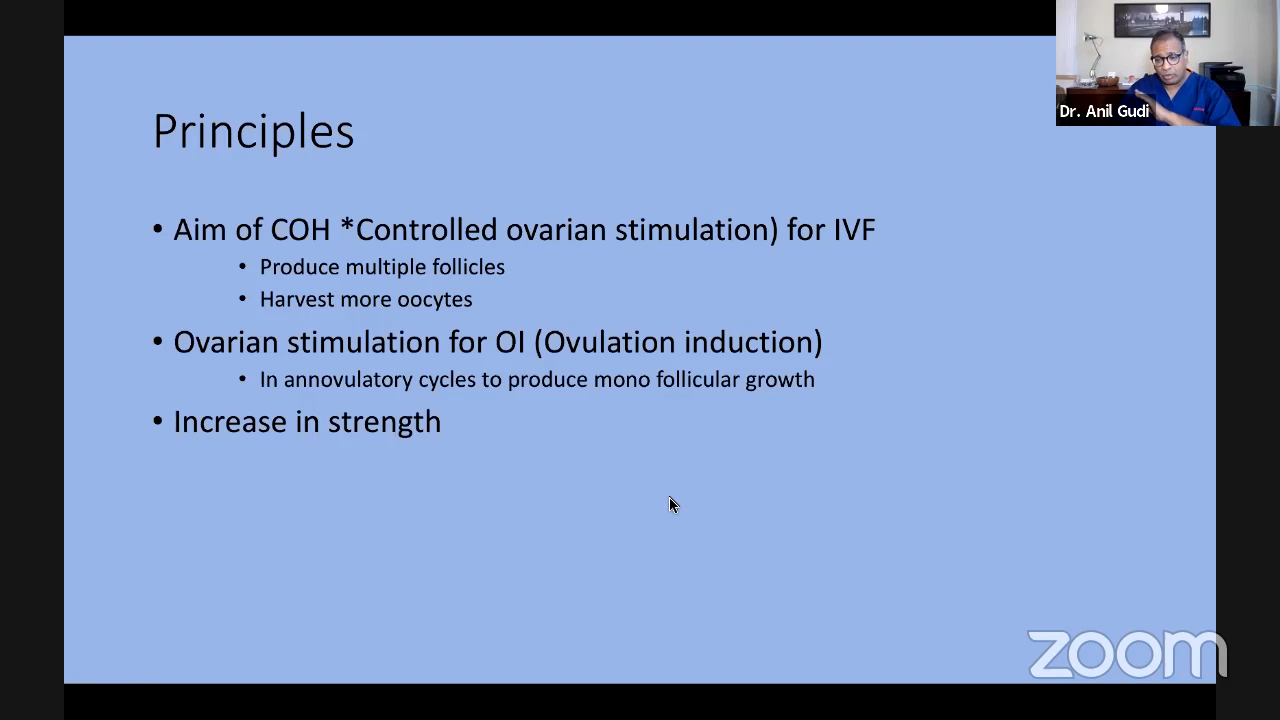 Principles
• Aim of COH *Controlled ovarian stimulation) for IVF
• Produce multiple follicles
• Harvest more oocytes
• Ovarian stimulation for OI (Ovulation induction)
• In annovulatory cycles to produce mono follicular growth
• Increase in strength
Dr. Anil Gudi
zoom